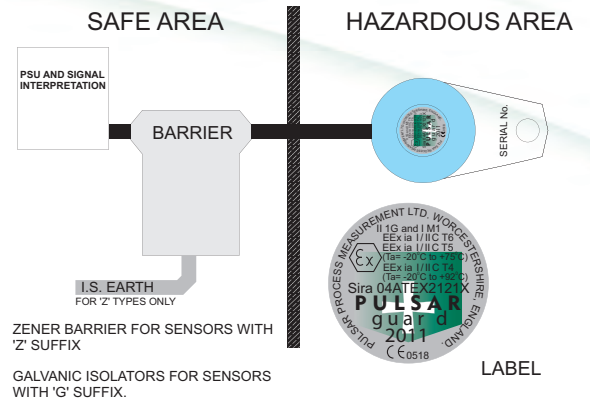 SAFE AREA
HAZARDOUS AREA
PSU AND SIGNAL
INTERPRETATION
BARRIER
SERIAL No.
I.S. EARTH
FOR 'Z' TYPES ONLY
ZENER BARRIER FOR SENSORS WITH
'Z' SUFFIX
GALVANIC ISOLATORS FOR SENSORS
WITH 'G' SUFFIX.
PULSAR PROCESS MEASUREMENT LTD. WORCESTERSHIRE, ENGLAND.
II 1G and I M1
EEx ia I/IIC T6
EEx ia I/IIC T5
(Ta= -20°C to +75°C)
EEx ia I/IIC T4
(Ta= -20°C to +92°C)
Sira 04ATEX2121X
PULSAR
guard
2011
CE0518
LABEL